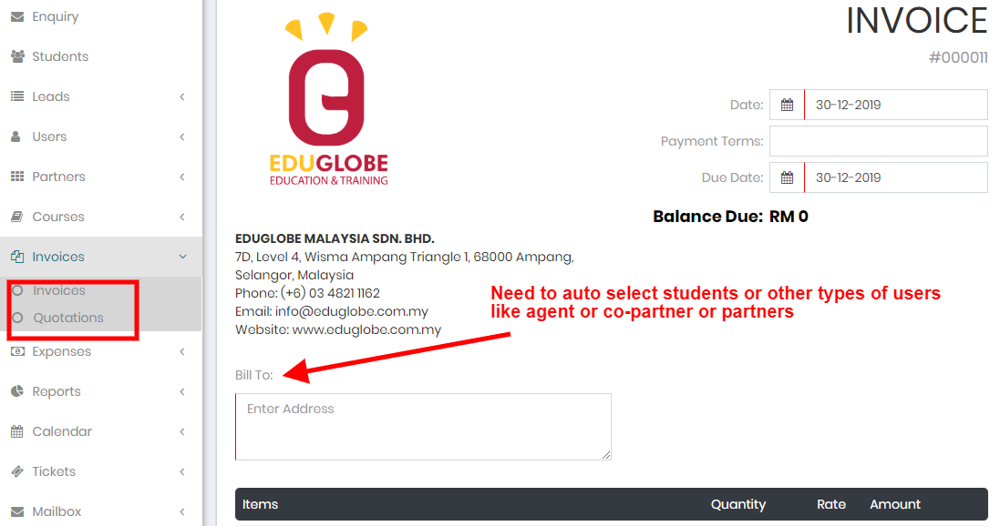 Enquiry
Students
Leads
Users
Partners
Courses
Invoices
Invoices
Quotations
Expenses
Reports
Calendar
Tickets
Mailbox
EDUGLOBE
EDUCATION & TRAINING
INVOICE
#000011
Date: 30-12-2019
Payment Terms:
Due Date: 30-12-2019
Balance Due: RM 0
EDUGLOBE MALAYSIA SDN. BHD.
7D, Level 4, Wisma Ampang Triangle 1, 68000 Ampang,
Selangor, Malaysia
Phone: (+6) 03 4821 1162
Email: info@eduglobe.com.my
Website: www.eduglobe.com.my
Need to auto select students or other types of users
like agent or co-partner or partners
Bill To:
Enter Address
Items Quantity Rate Amount